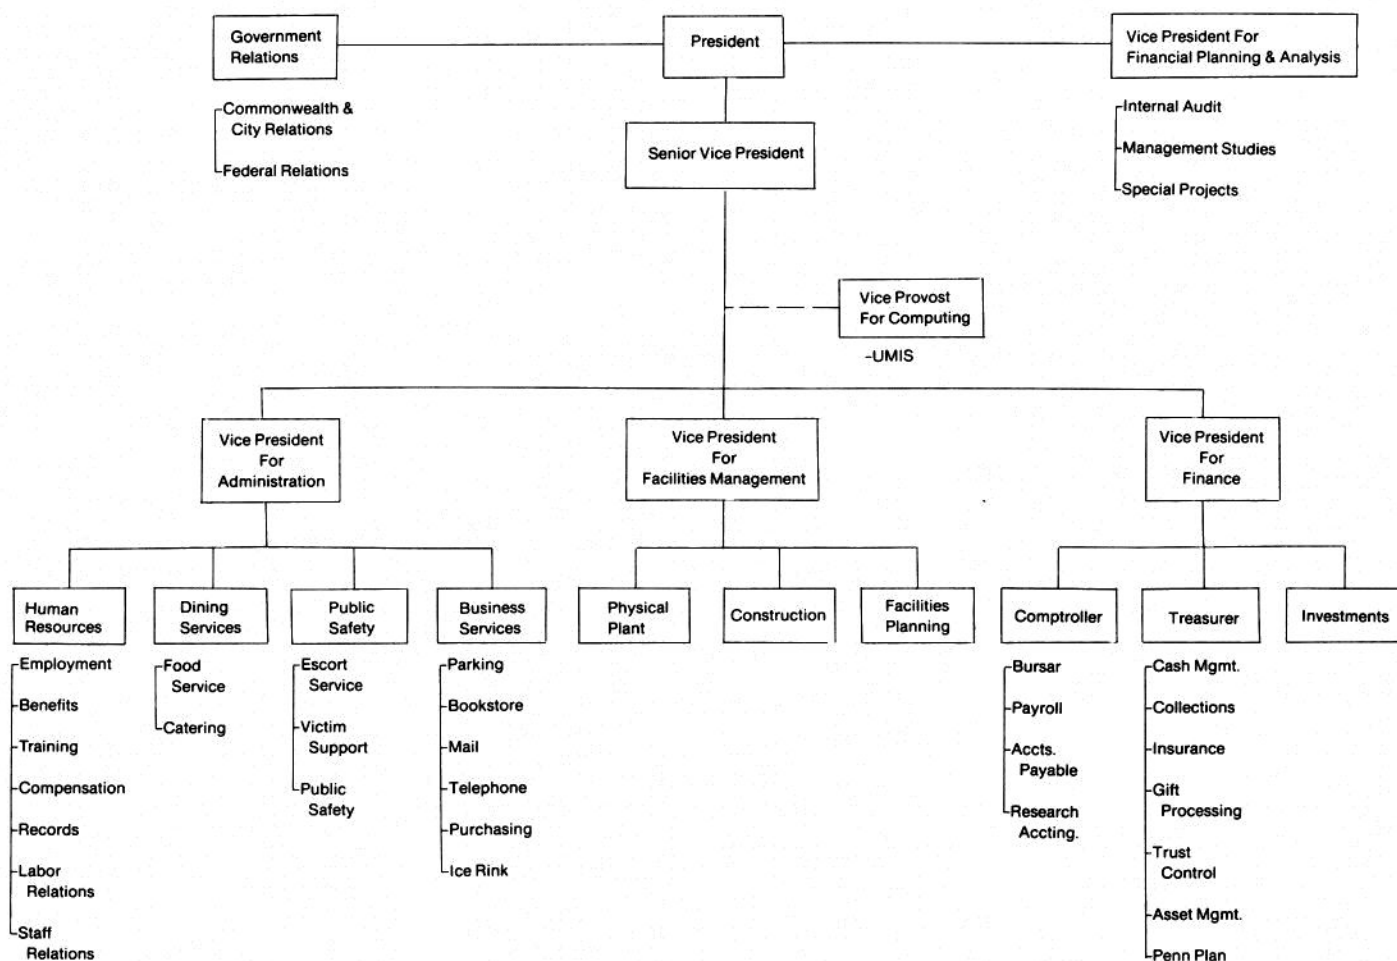 Government
Relations
President
Vice President For
Financial Planning & Analysis
Commonwealth &
City Relations
Federal Relations
Internal Audit
Management Studies
Special Projects
Senior Vice President
Vice Provost
For Computing
-UMIS
Vice President
For
Administration
Vice President
For
Facilities Management
Vice President
For
Finance
Human
Resources
Dining
Services
Public
Safety
Business
Services
Physical
Plant
Construction
Facilities
Planning
Comptroller
Treasurer
Investments
Employment
Benefits
Training
Compensation
Records
Labor
Relations
Staff
Relations
Food
Service
Catering
Escort
Service
Victim
Support
Public
Safety
Parking
Bookstore
Mail
Telephone
Purchasing
Ice Rink
Bursar
Payroll
Accts.
Payable
Research
Accting.
Cash Mgmt.
Collections
Insurance
Gift
Processing
Trust
Control
Asset Mgmt.
Penn Plan